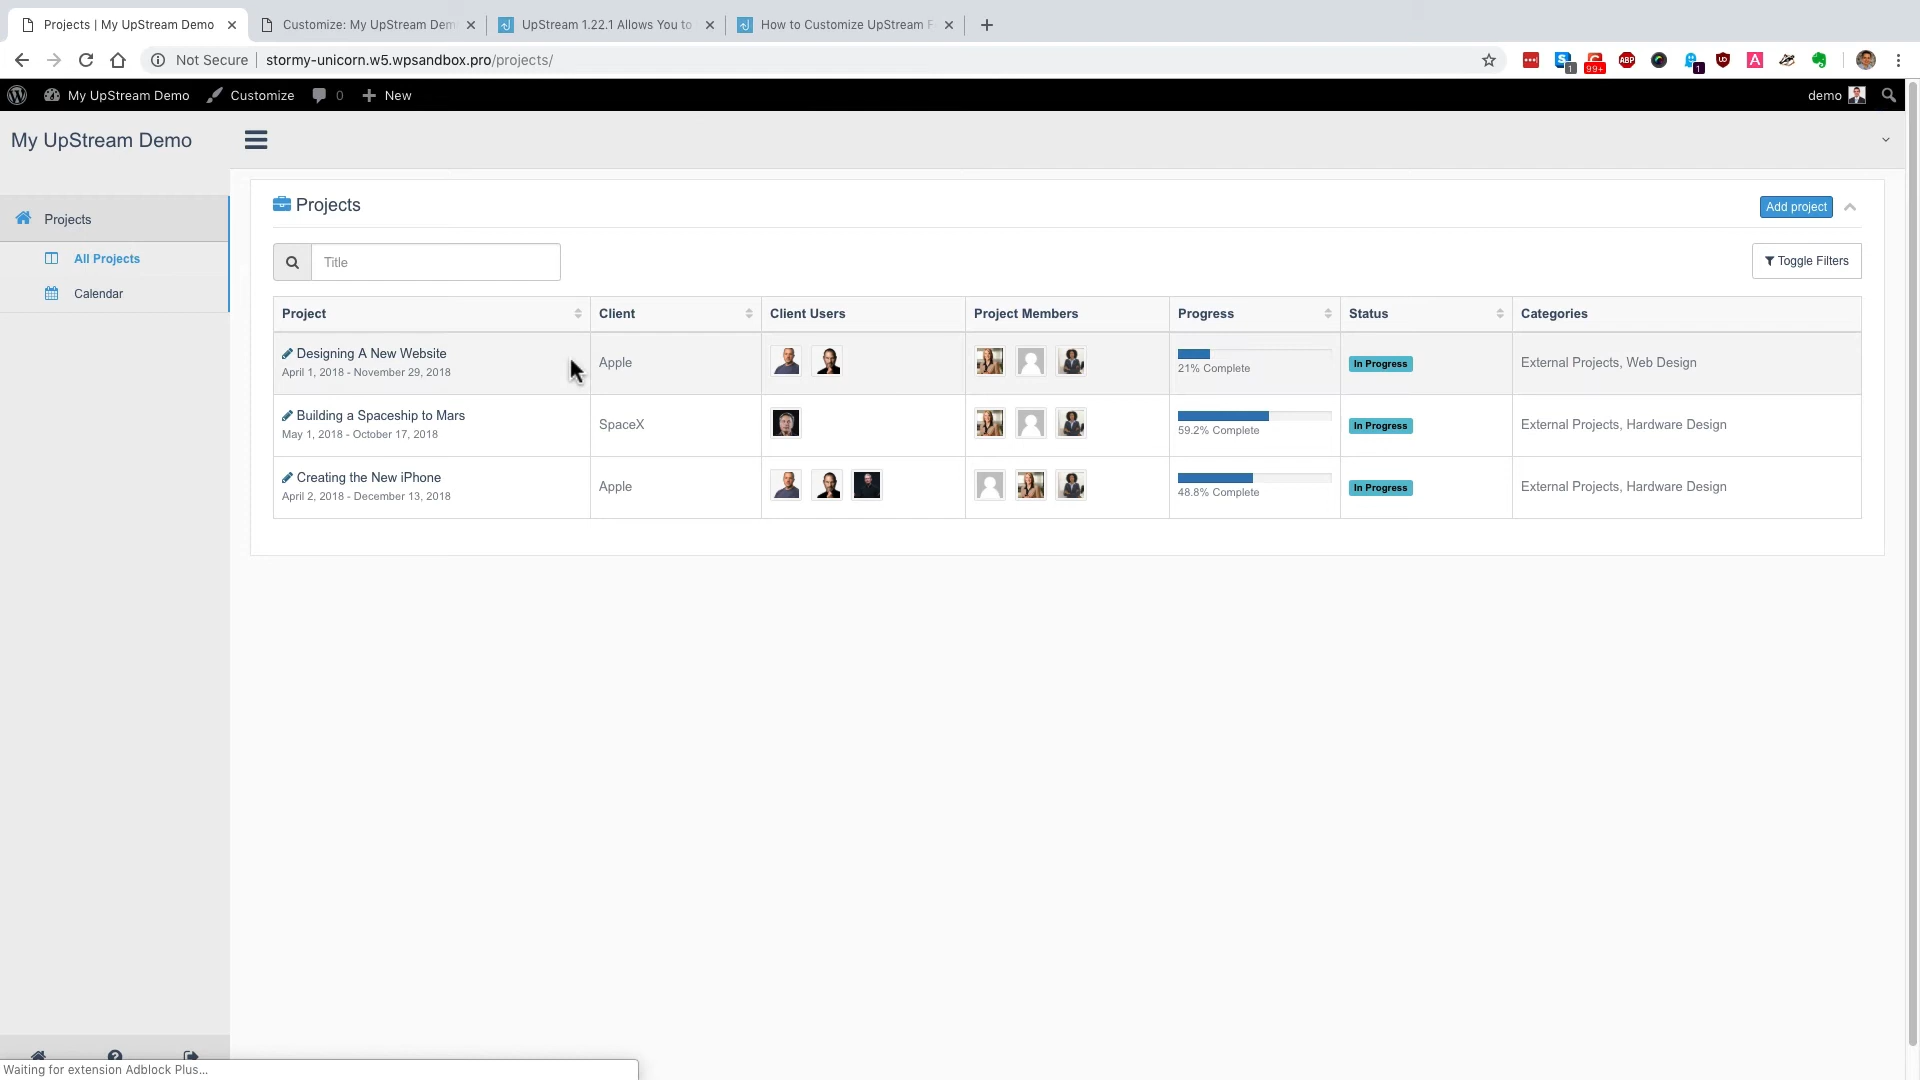 Projects | My UpStream Demo
Customize: My UpStream Dem
UpStream 1.22.1 Allows You to
How to Customize UpStream F
Not Secure
stormy-unicorn.w5.wpsandbox.pro/projects/
1
99+
ABP
1
A
My UpStream Demo
Customize
0
New
demo
My UpStream Demo
Projects
All Projects
Calendar
Projects
Add project
Title
Toggle Filters
Project
Client
Client Users
Project Members
Progress
Status
Categories
Designing A New Website
April 1, 2018 - November 29, 2018
Apple
21% Complete
In Progress
External Projects, Web Design
Building a Spaceship to Mars
May 1, 2018 - October 17, 2018
SpaceX
59.2% Complete
In Progress
External Projects, Hardware Design
Creating the New iPhone
April 2, 2018 - December 13, 2018
Apple
48.8% Complete
In Progress
External Projects, Hardware Design
Waiting for extension Adblock Plus...